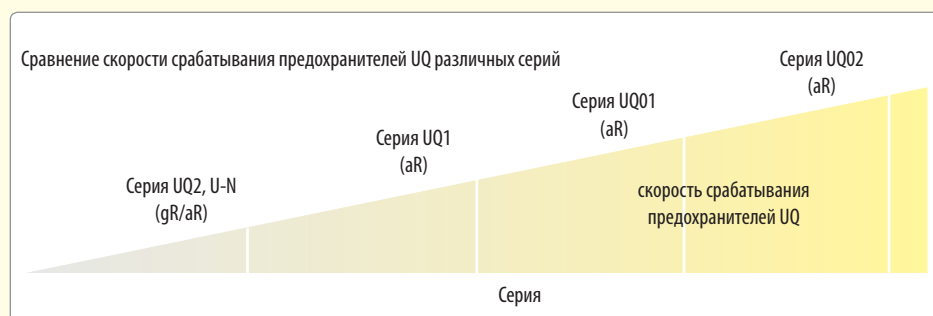 Сравнение скорости срабатывания предохранителей UQ различных серий
Серия UQ02
(aR)
Серия UQ01
(aR)
Серия UQ1
(aR)
Серия UQ2, U-N
(gR/aR)
скорость срабатывания
предохранителей UQ
Серия